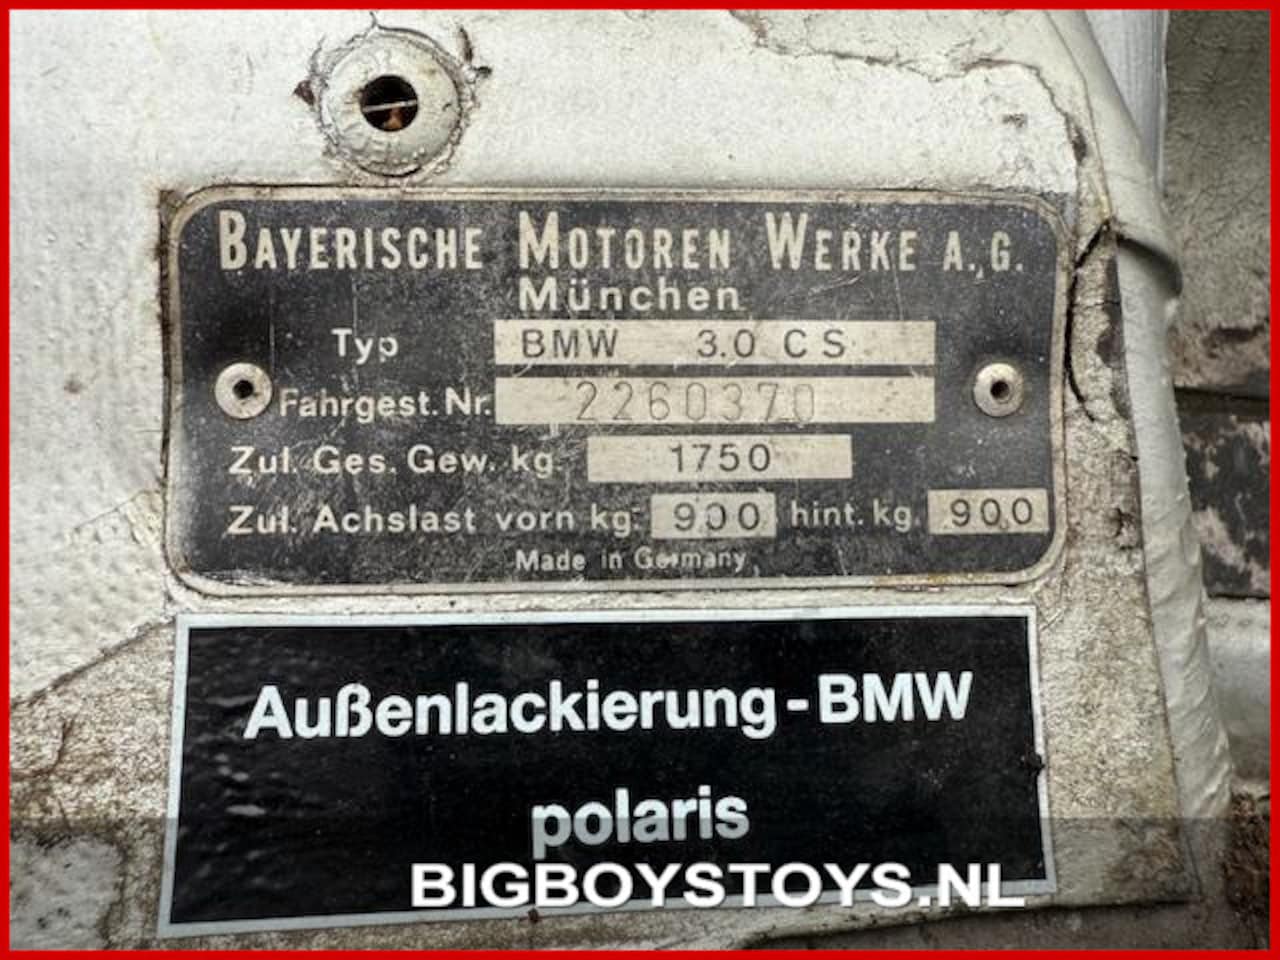 BAYERISCHE MOTOREN WERKE A.G.
München
Typ BMW 3.0 CS
Fahrgest. Nr. 2260370
Zul. Ges. Gew. kg. 1750
Zul. Achslast vorn kg. 900 hint. kg. 900
Made in Germany
Außenlackierung-BMW
polaris
BIGBOYSTOYS.NL